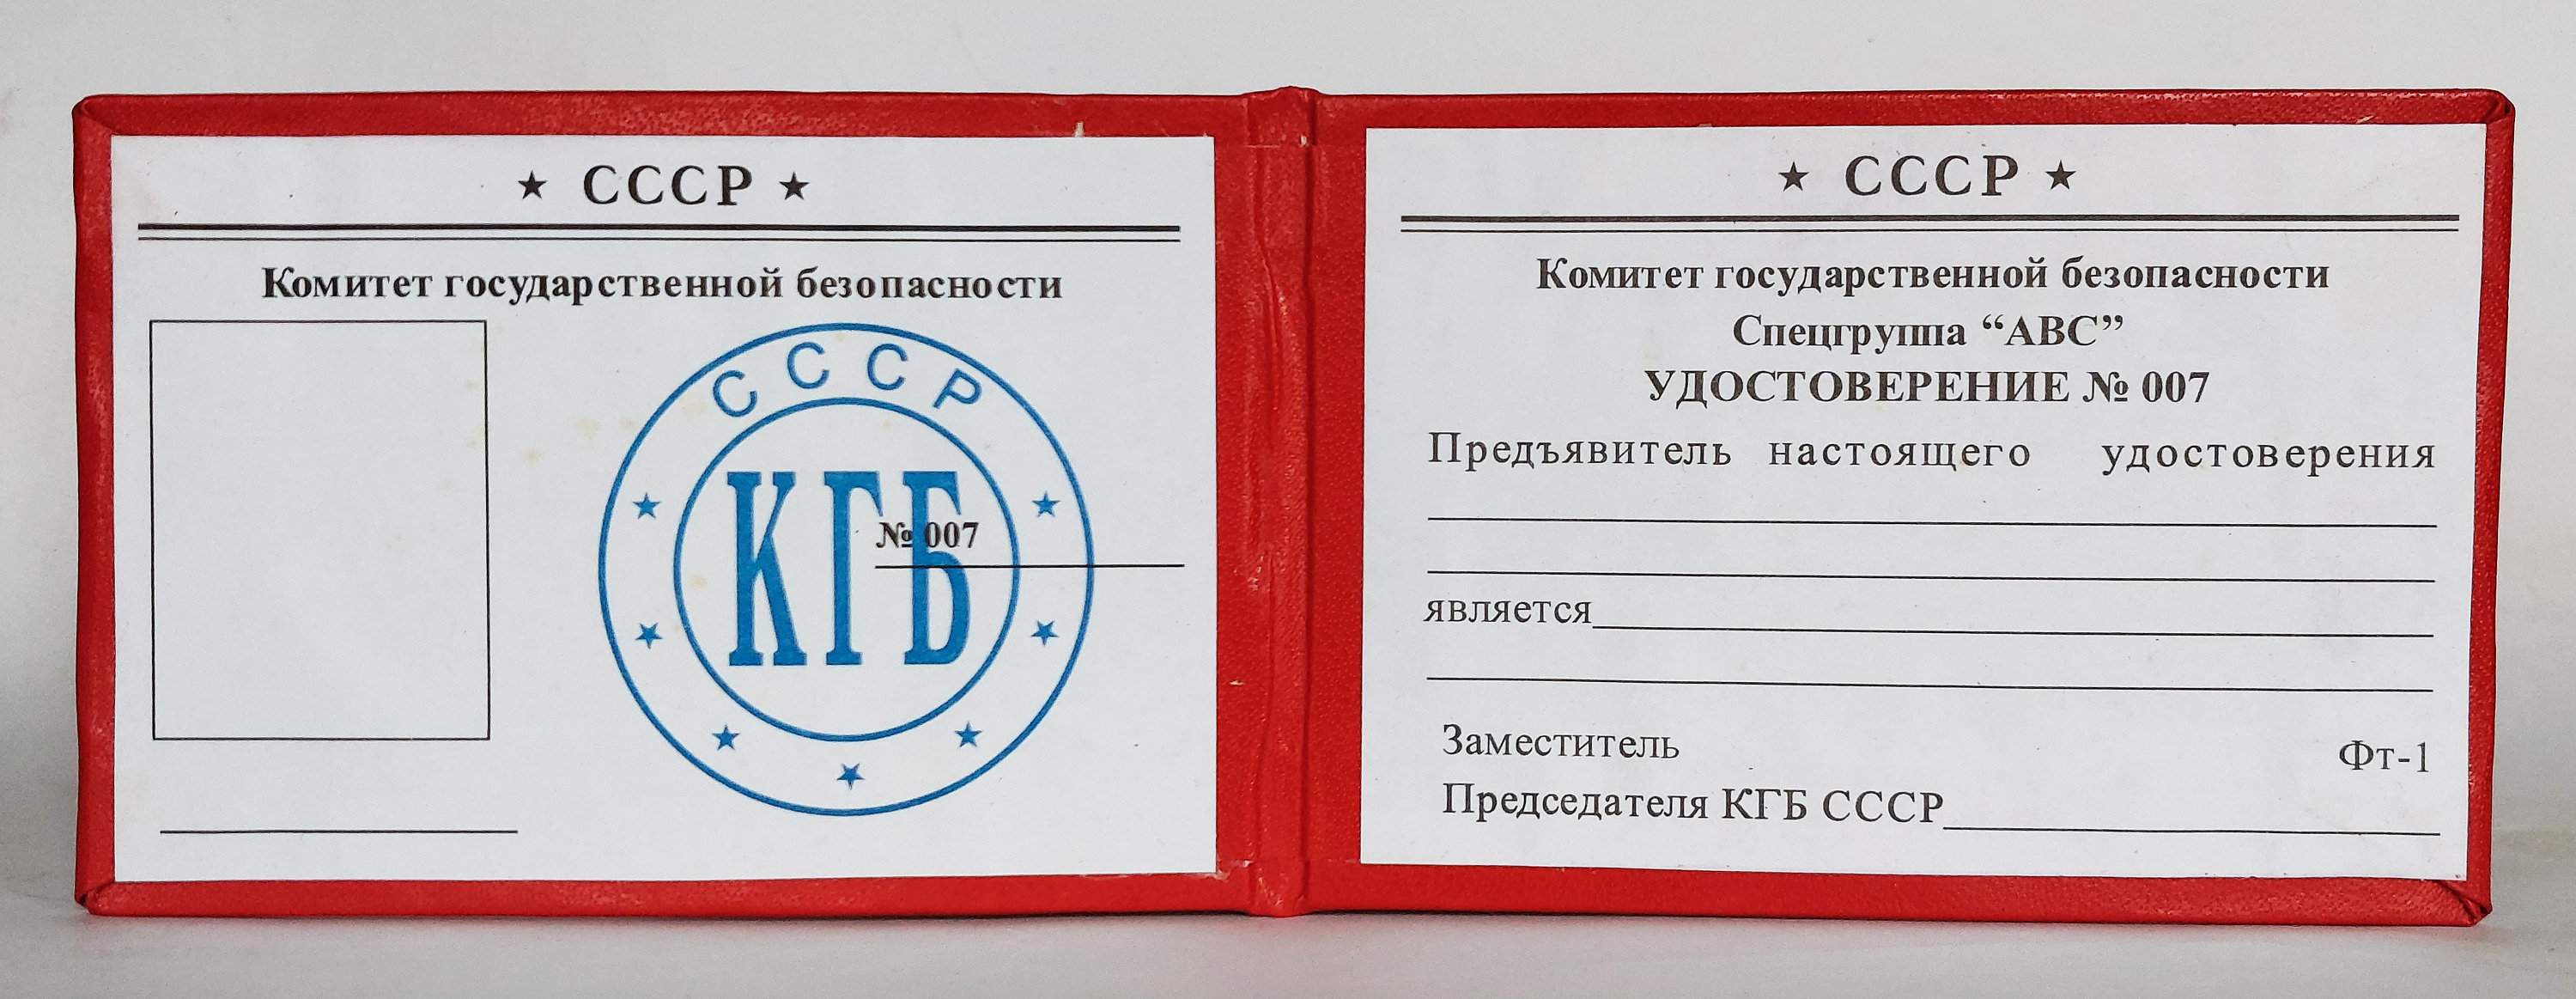 ★ СССР ★
Комитет государственной безопасности
СССР
КГБ
№ 007
★ СССР ★
Комитет государственной безопасности
Спецгруппа “АВС”
УДОСТОВЕРЕНИЕ № 007
Предъявитель настоящего удостоверения
является
Заместитель
Фт-1
Председателя КГБ СССР